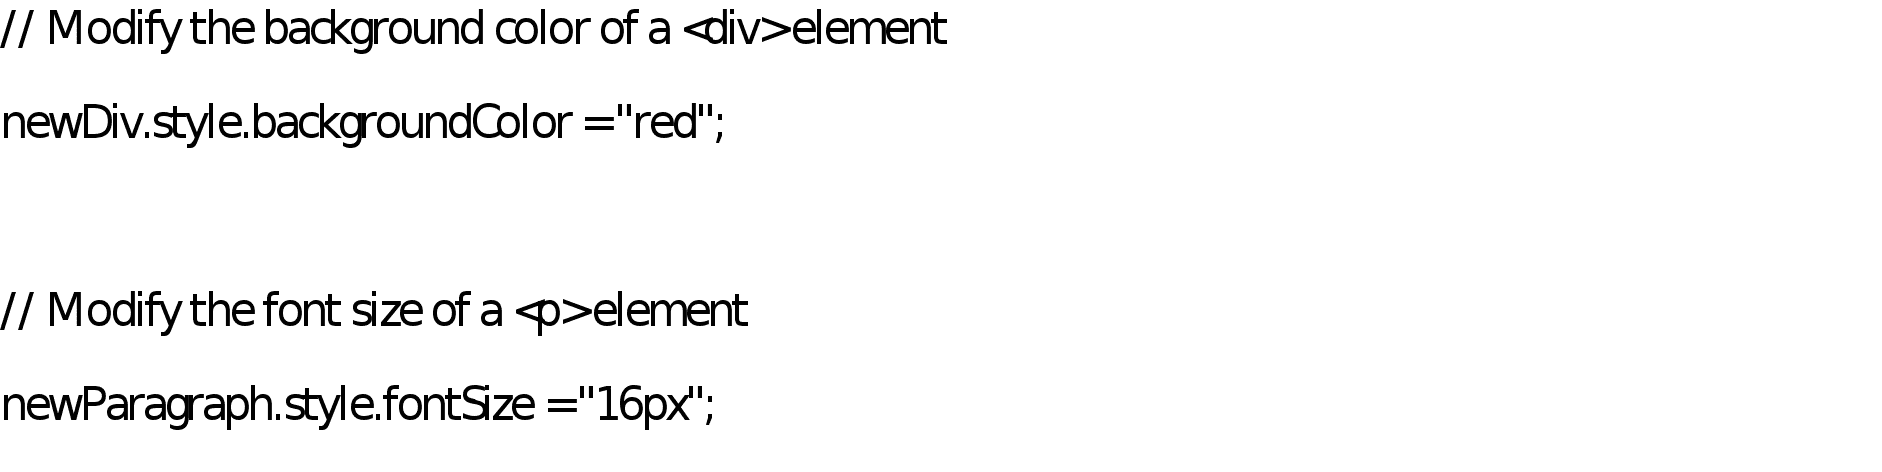 // Modify the background color of a <div> element
newDiv.style.backgroundColor = "red";
// Modify the font size of a <p> element
newParagraph.style.fontSize = "16px";